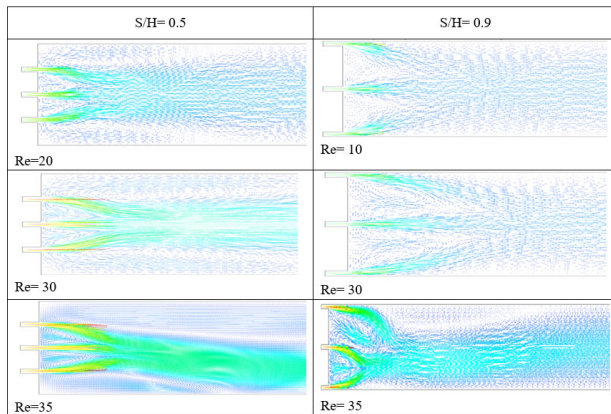 S/H= 0.5
S/H= 0.9
Re=20
Re= 10
Re= 30
Re= 30
Re=35
Re= 35